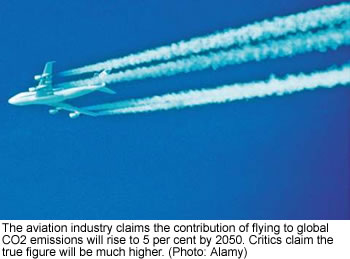 The aviation industry claims the contribution of flying to global
CO2 emissions will rise to 5 per cent by 2050. Critics claim the
true figure will be much higher. (Photo: Alamy)